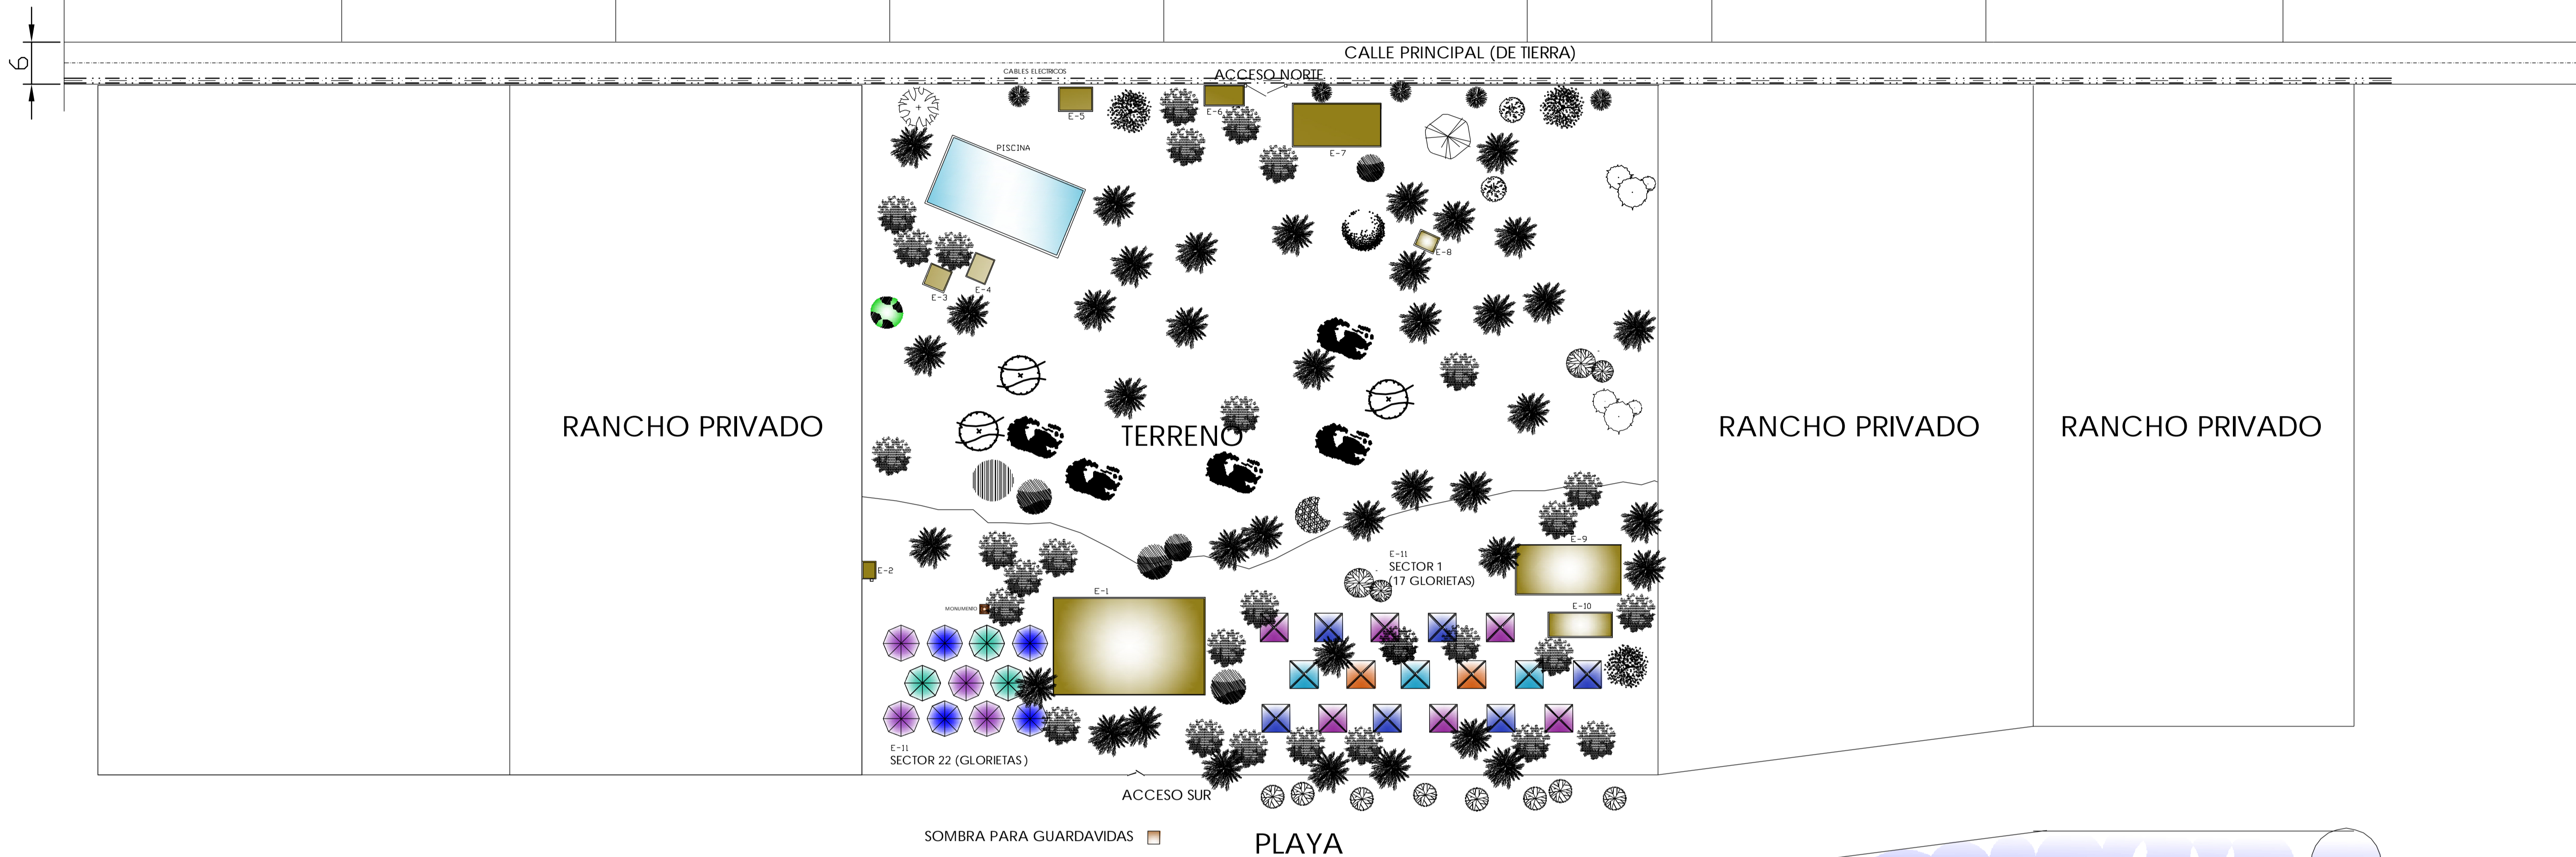 CALLE PRINCIPAL (DE TIERRA)
6
CABLES ELECTRICOS
ACCESO NORTE
E-5
E-6
E-7
PISCINA
E-8
E-3
E-4
RANCHO PRIVADO
TERRENO
RANCHO PRIVADO
RANCHO PRIVADO
E-9
E-11
SECTOR 1
(17 GLORIETAS)
E-2
E-1
E-10
MONUMENTO
E-11
SECTOR 22 (GLORIETAS)
ACCESO SUR
SOMBRA PARA GUARDAVIDAS
PLAYA